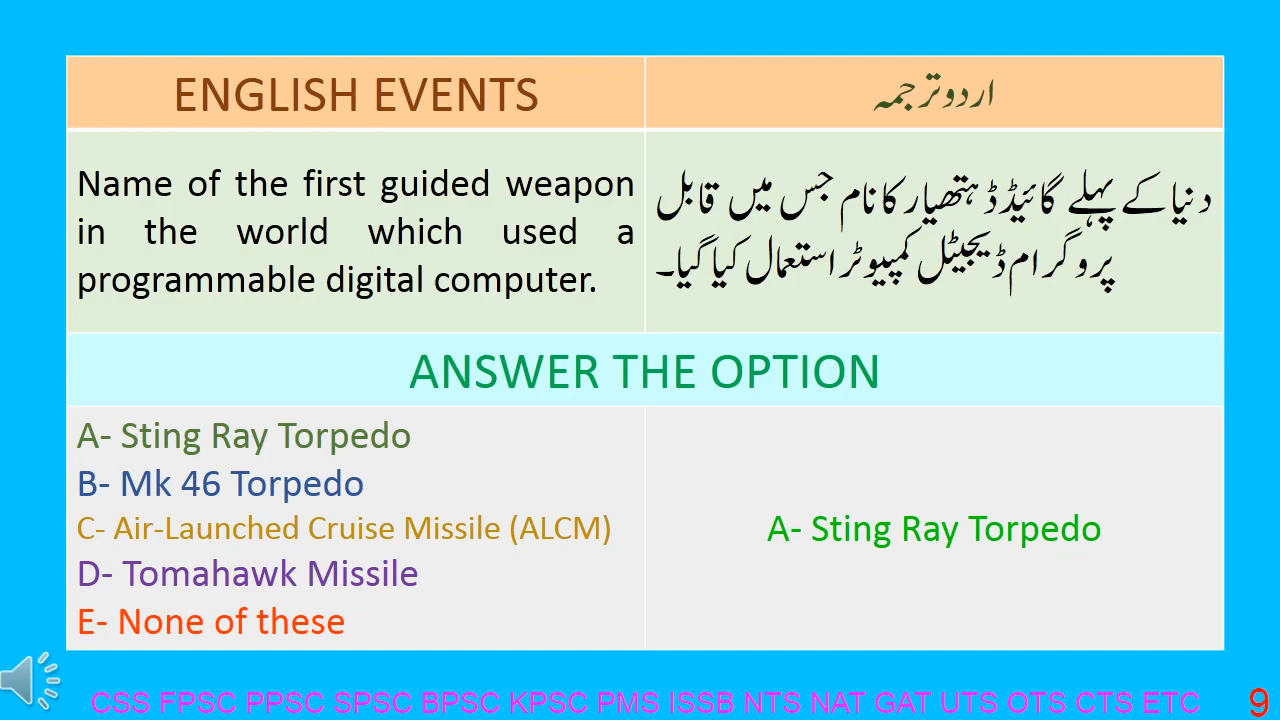 ENGLISH EVENTS
اردو ترجمہ
Name of the first guided weapon
in the world which used a
programmable digital computer.
دنیا کے پہلے گائیڈڈ ہتھیار کا نام جس میں قابل
پروگرام ڈیجیٹل کمپیوٹر استعمال کیا گیا۔
ANSWER THE OPTION
A- Sting Ray Torpedo
B- Mk 46 Torpedo
C- Air-Launched Cruise Missile (ALCM)
D- Tomahawk Missile
E- None of these
A- Sting Ray Torpedo
CSS FPSC PPSC SPSC BPSC KPSC PMS ISSB NTS NAT GAT UTS OTS CTS ETC
9